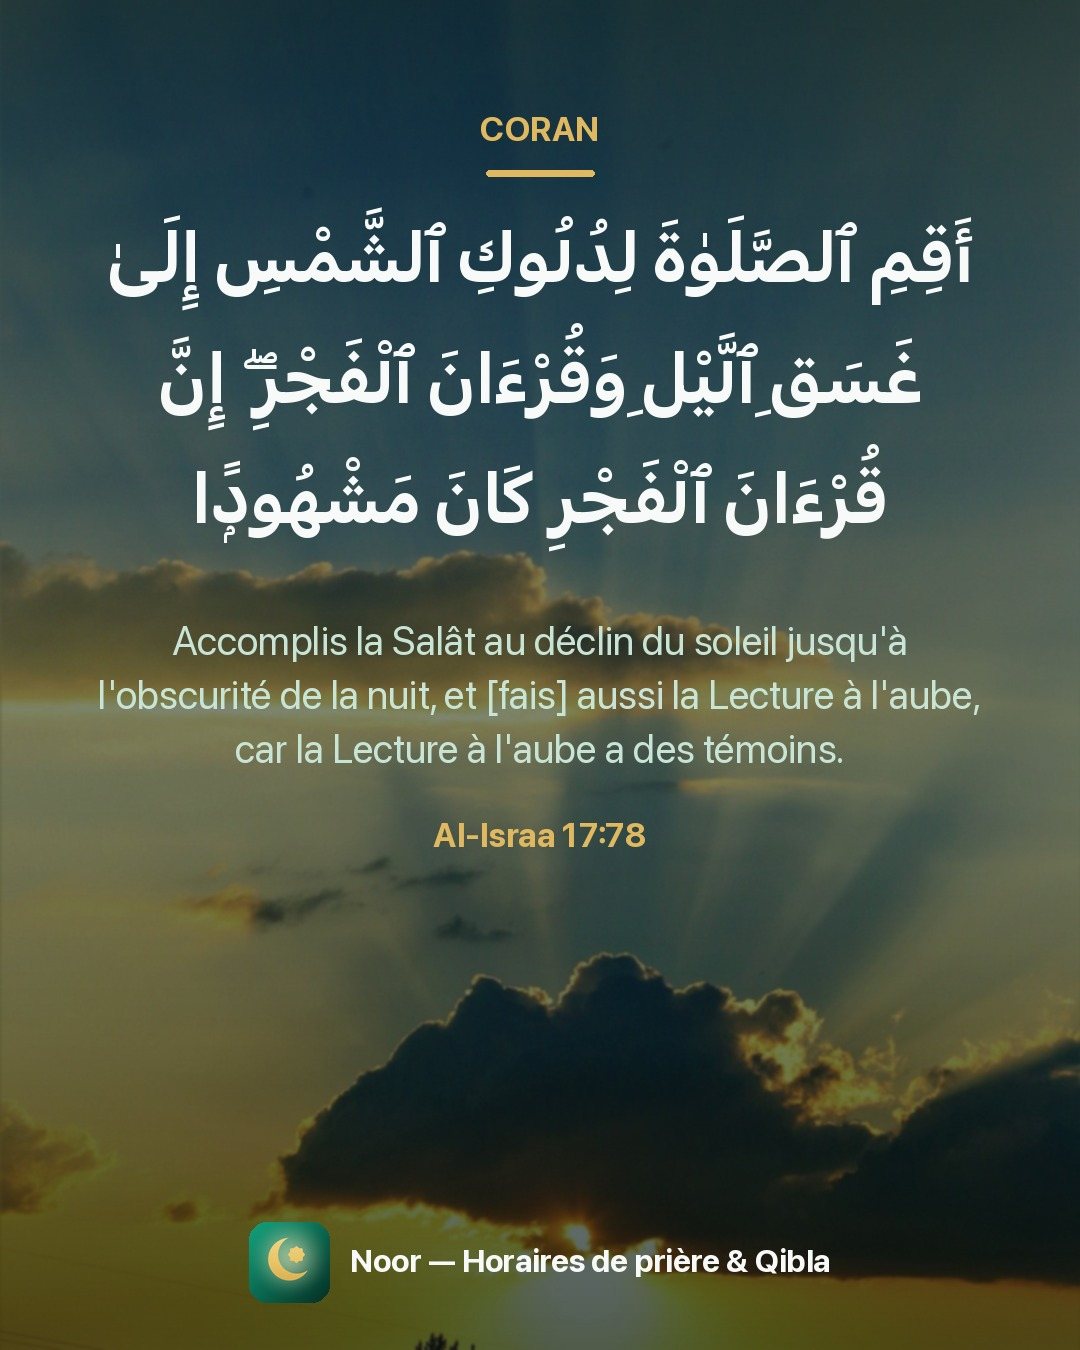 CORAN
أَقِمِ ٱلصَّلَوٰةَ لِدُلُوكِ ٱلشَّمْسِ إِلَىٰ
غَسَقِ ٱلَّيْلِ وَقُرْءَانَ ٱلْفَجْرِ ۖ إِنَّ
قُرْءَانَ ٱلْفَجْرِ كَانَ مَشْهُودًۭا
Accomplis la Salât au déclin du soleil jusqu'à
l'obscurité de la nuit, et [fais] aussi la Lecture à l'aube,
car la Lecture à l'aube a des témoins.
Al-Israa 17:78
Noor — Horaires de prière & Qibla